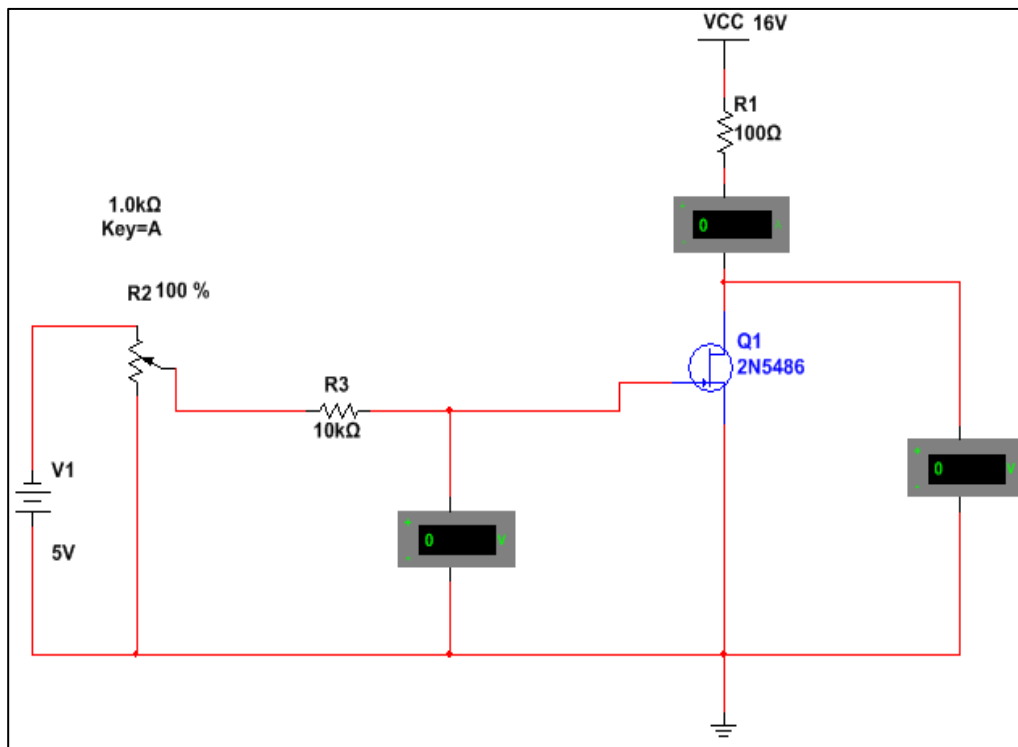 VCC 16V
R1
100Ω
+
0
-
1.0kΩ
Key=A
R2 100 %
Q1
2N5486
R3
10kΩ
V1
5V
+
0 V
-
+
0 V
-